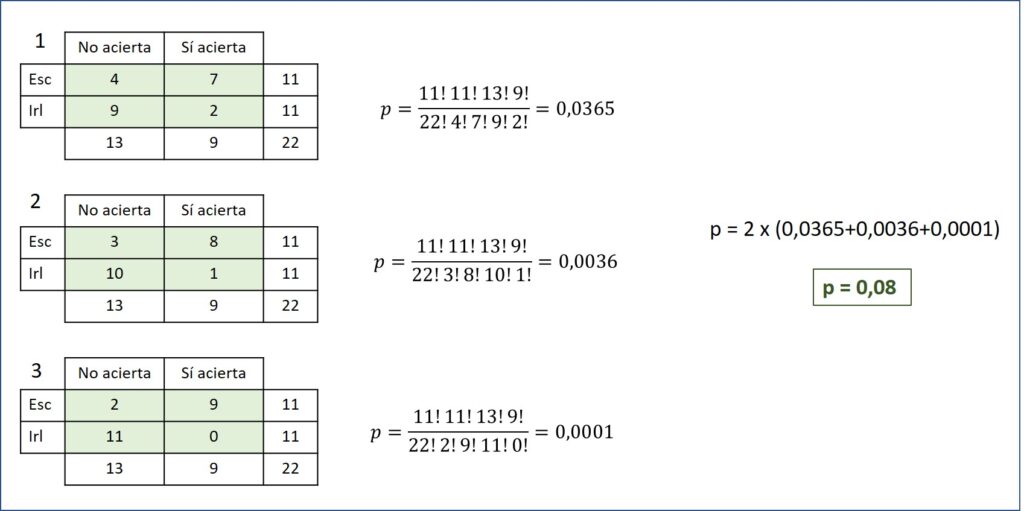 1
No acierta Sí acierta
Esc 4 7 11
Irl 9 2 11
13 9 22
p = 11! 11! 13! 9! / 22! 4! 7! 9! 2! = 0,0365
2
No acierta Sí acierta
Esc 3 8 11
Irl 10 1 11
13 9 22
p = 11! 11! 13! 9! / 22! 3! 8! 10! 1! = 0,0036
3
No acierta Sí acierta
Esc 2 9 11
Irl 11 0 11
13 9 22
p = 11! 11! 13! 9! / 22! 2! 9! 11! 0! = 0,0001
p = 2 x (0,0365+0,0036+0,0001)
p = 0,08